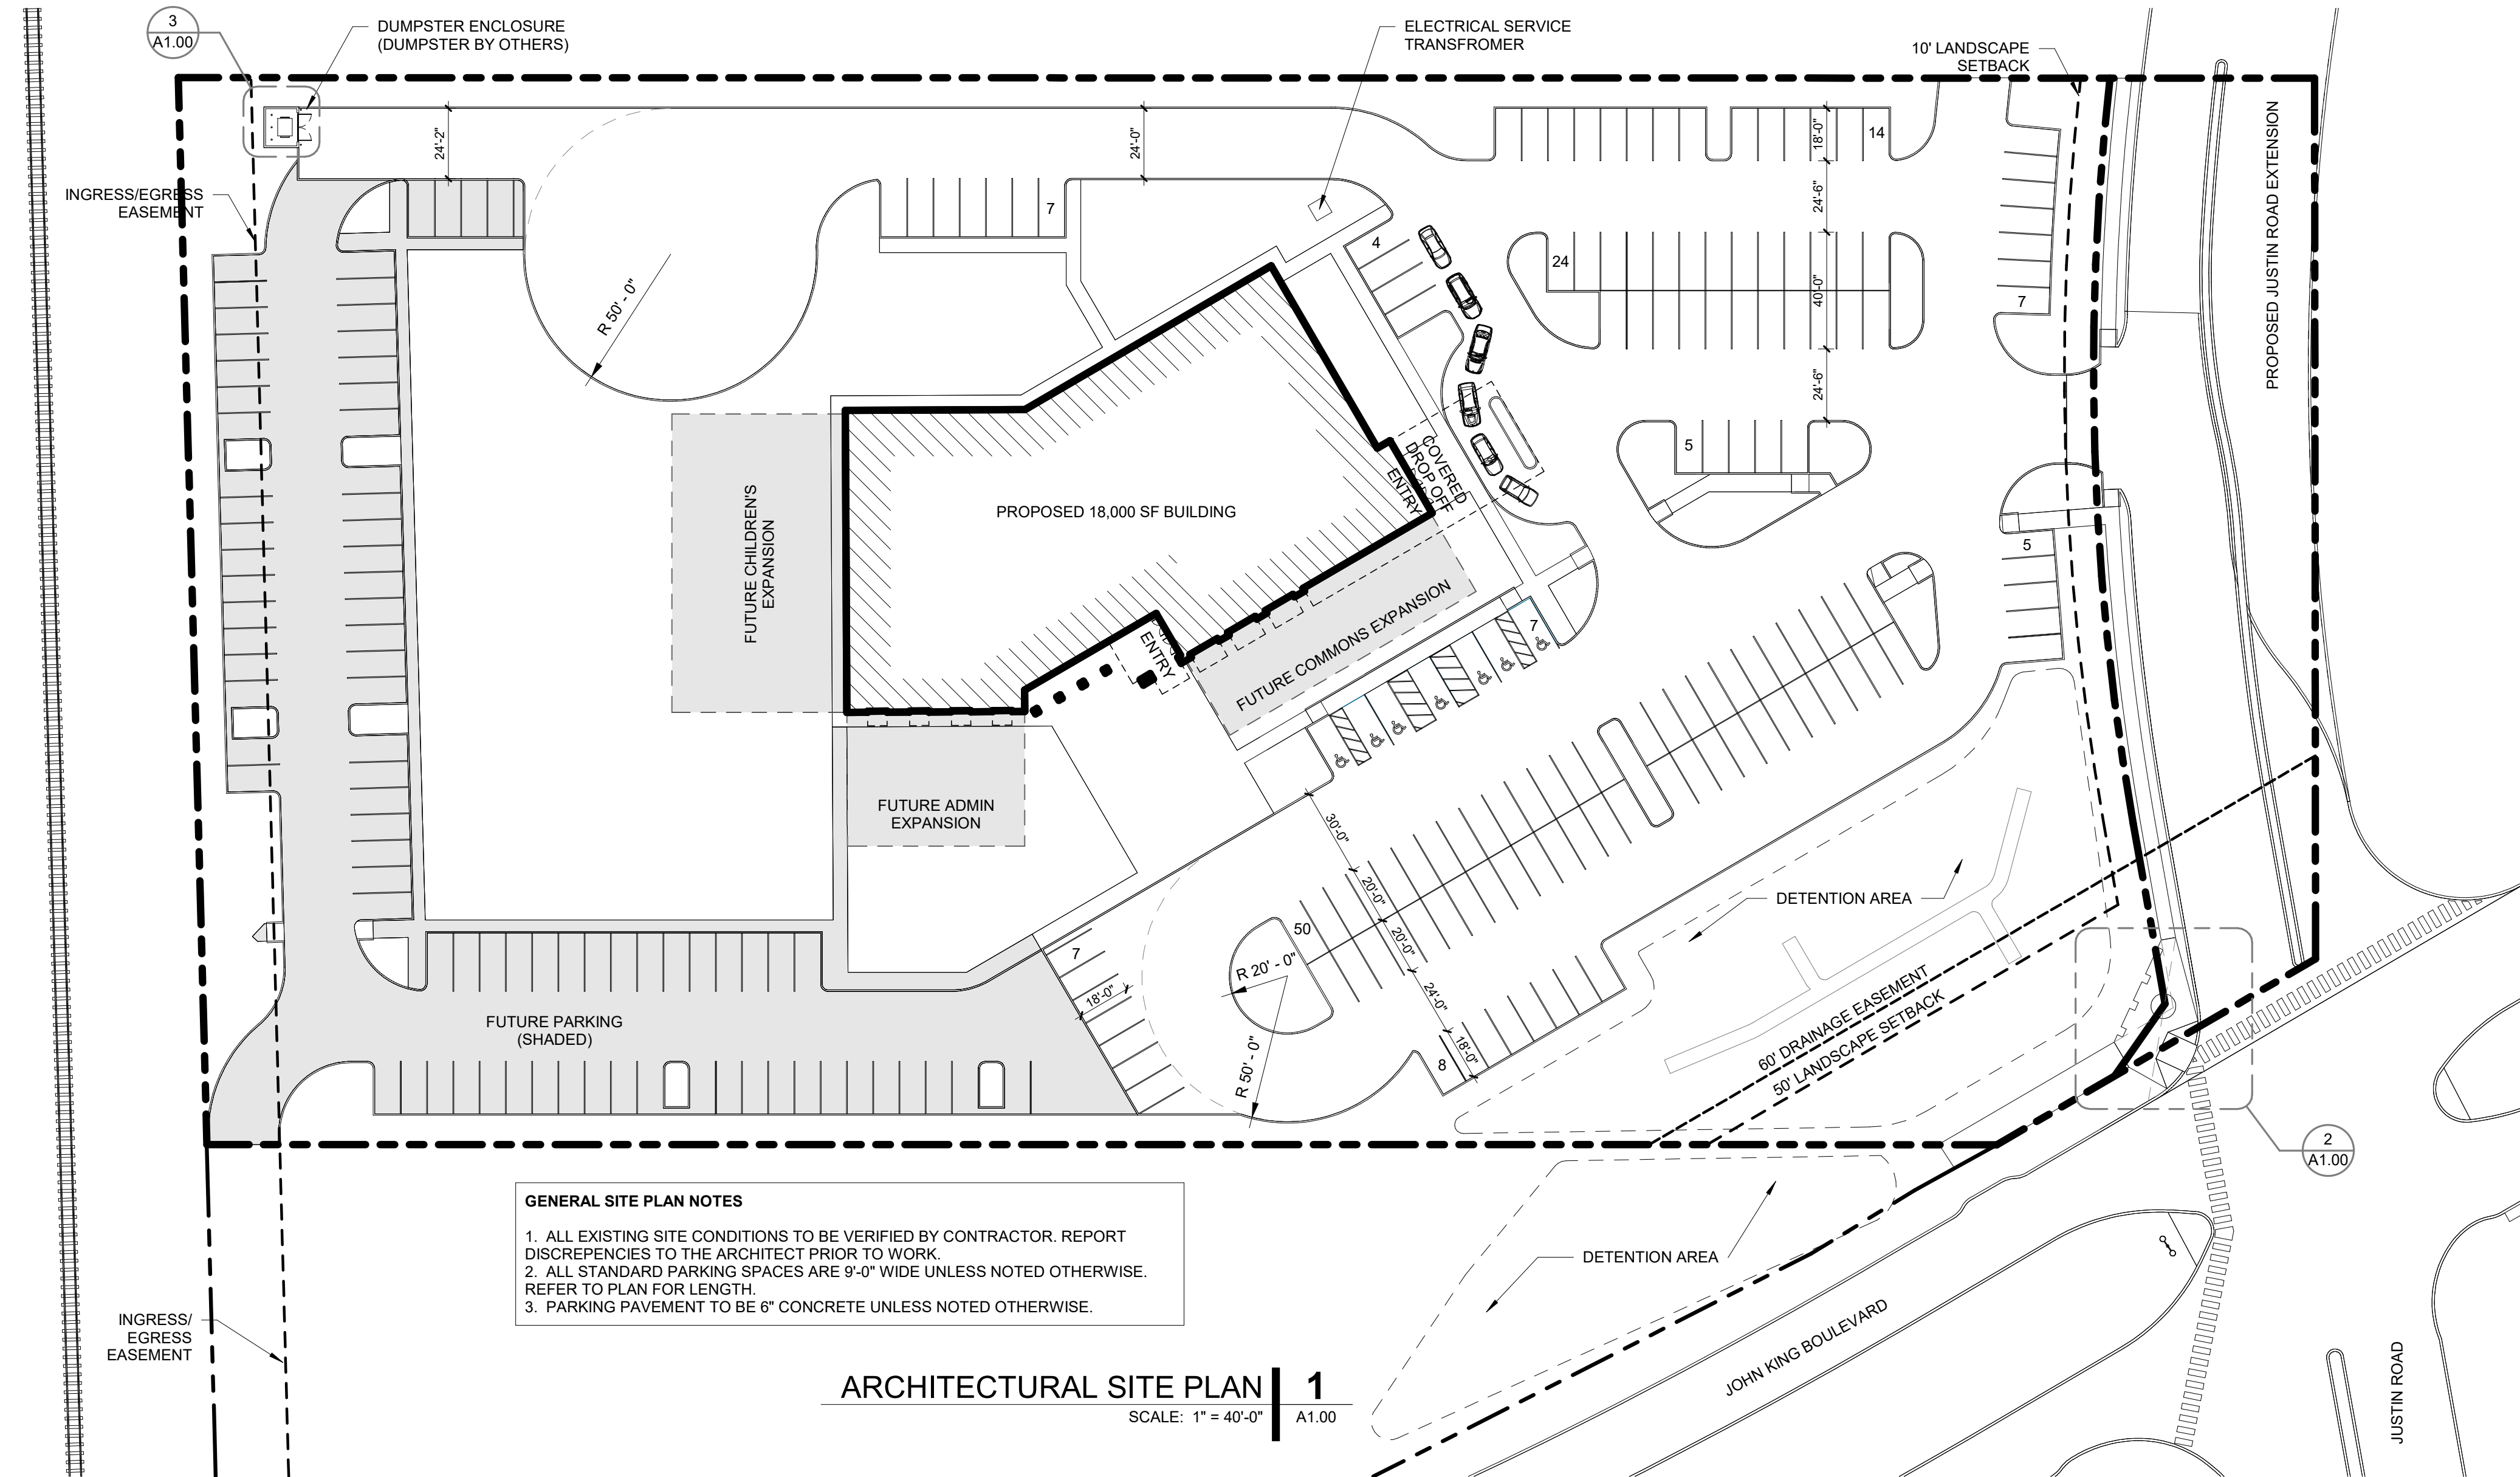 3
A1.00
DUMPSTER ENCLOSURE
(DUMPSTER BY OTHERS)
ELECTRICAL SERVICE
TRANSFROMER
10' LANDSCAPE
SETBACK
PROPOSED JUSTIN ROAD EXTENSION
INGRESS/EGRESS
EASEMENT
24'-2"
24'-0"
18'-0"
14
24'-6"
7
4
24
40'-0"
7
24'-6"
R 50' - 0"
5
COVERED
DROP OFF
ENTRY
PROPOSED 18,000 SF BUILDING
FUTURE CHILDREN'S
EXPANSION
5
ENTRY
FUTURE COMMONS EXPANSION
7
FUTURE ADMIN
EXPANSION
30'-0"
20'-0"
20'-0"
24'-0"
18'-0"
50
7
18'-0"
R 20' - 0"
R 50' - 0"
8
DETENTION AREA
60' DRAINAGE EASEMENT
50' LANDSCAPE SETBACK
FUTURE PARKING
(SHADED)
2
A1.00
GENERAL SITE PLAN NOTES
1. ALL EXISTING SITE CONDITIONS TO BE VERIFIED BY CONTRACTOR. REPORT
DISCREPENCIES TO THE ARCHITECT PRIOR TO WORK.
2. ALL STANDARD PARKING SPACES ARE 9'-0" WIDE UNLESS NOTED OTHERWISE.
REFER TO PLAN FOR LENGTH.
3. PARKING PAVEMENT TO BE 6" CONCRETE UNLESS NOTED OTHERWISE.
DETENTION AREA
INGRESS/
EGRESS
EASEMENT
JOHN KING BOULEVARD
JUSTIN ROAD
ARCHITECTURAL SITE PLAN
1
SCALE: 1" = 40'-0"
A1.00